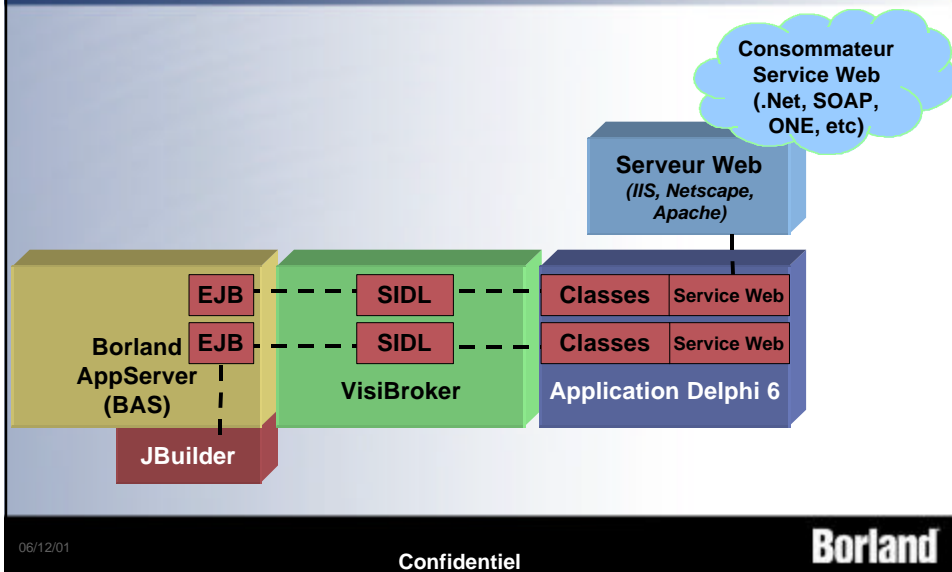 Consommateur
Service Web
(.Net, SOAP,
ONE, etc)
Serveur Web
(IIS, Netscape,
Apache)
EJB
SIDL
Classes
Service Web
EJB
SIDL
Classes
Service Web
Borland
AppServer
(BAS)
VisiBroker
Application Delphi 6
JBuilder
06/12/01
Confidentiel
Borland